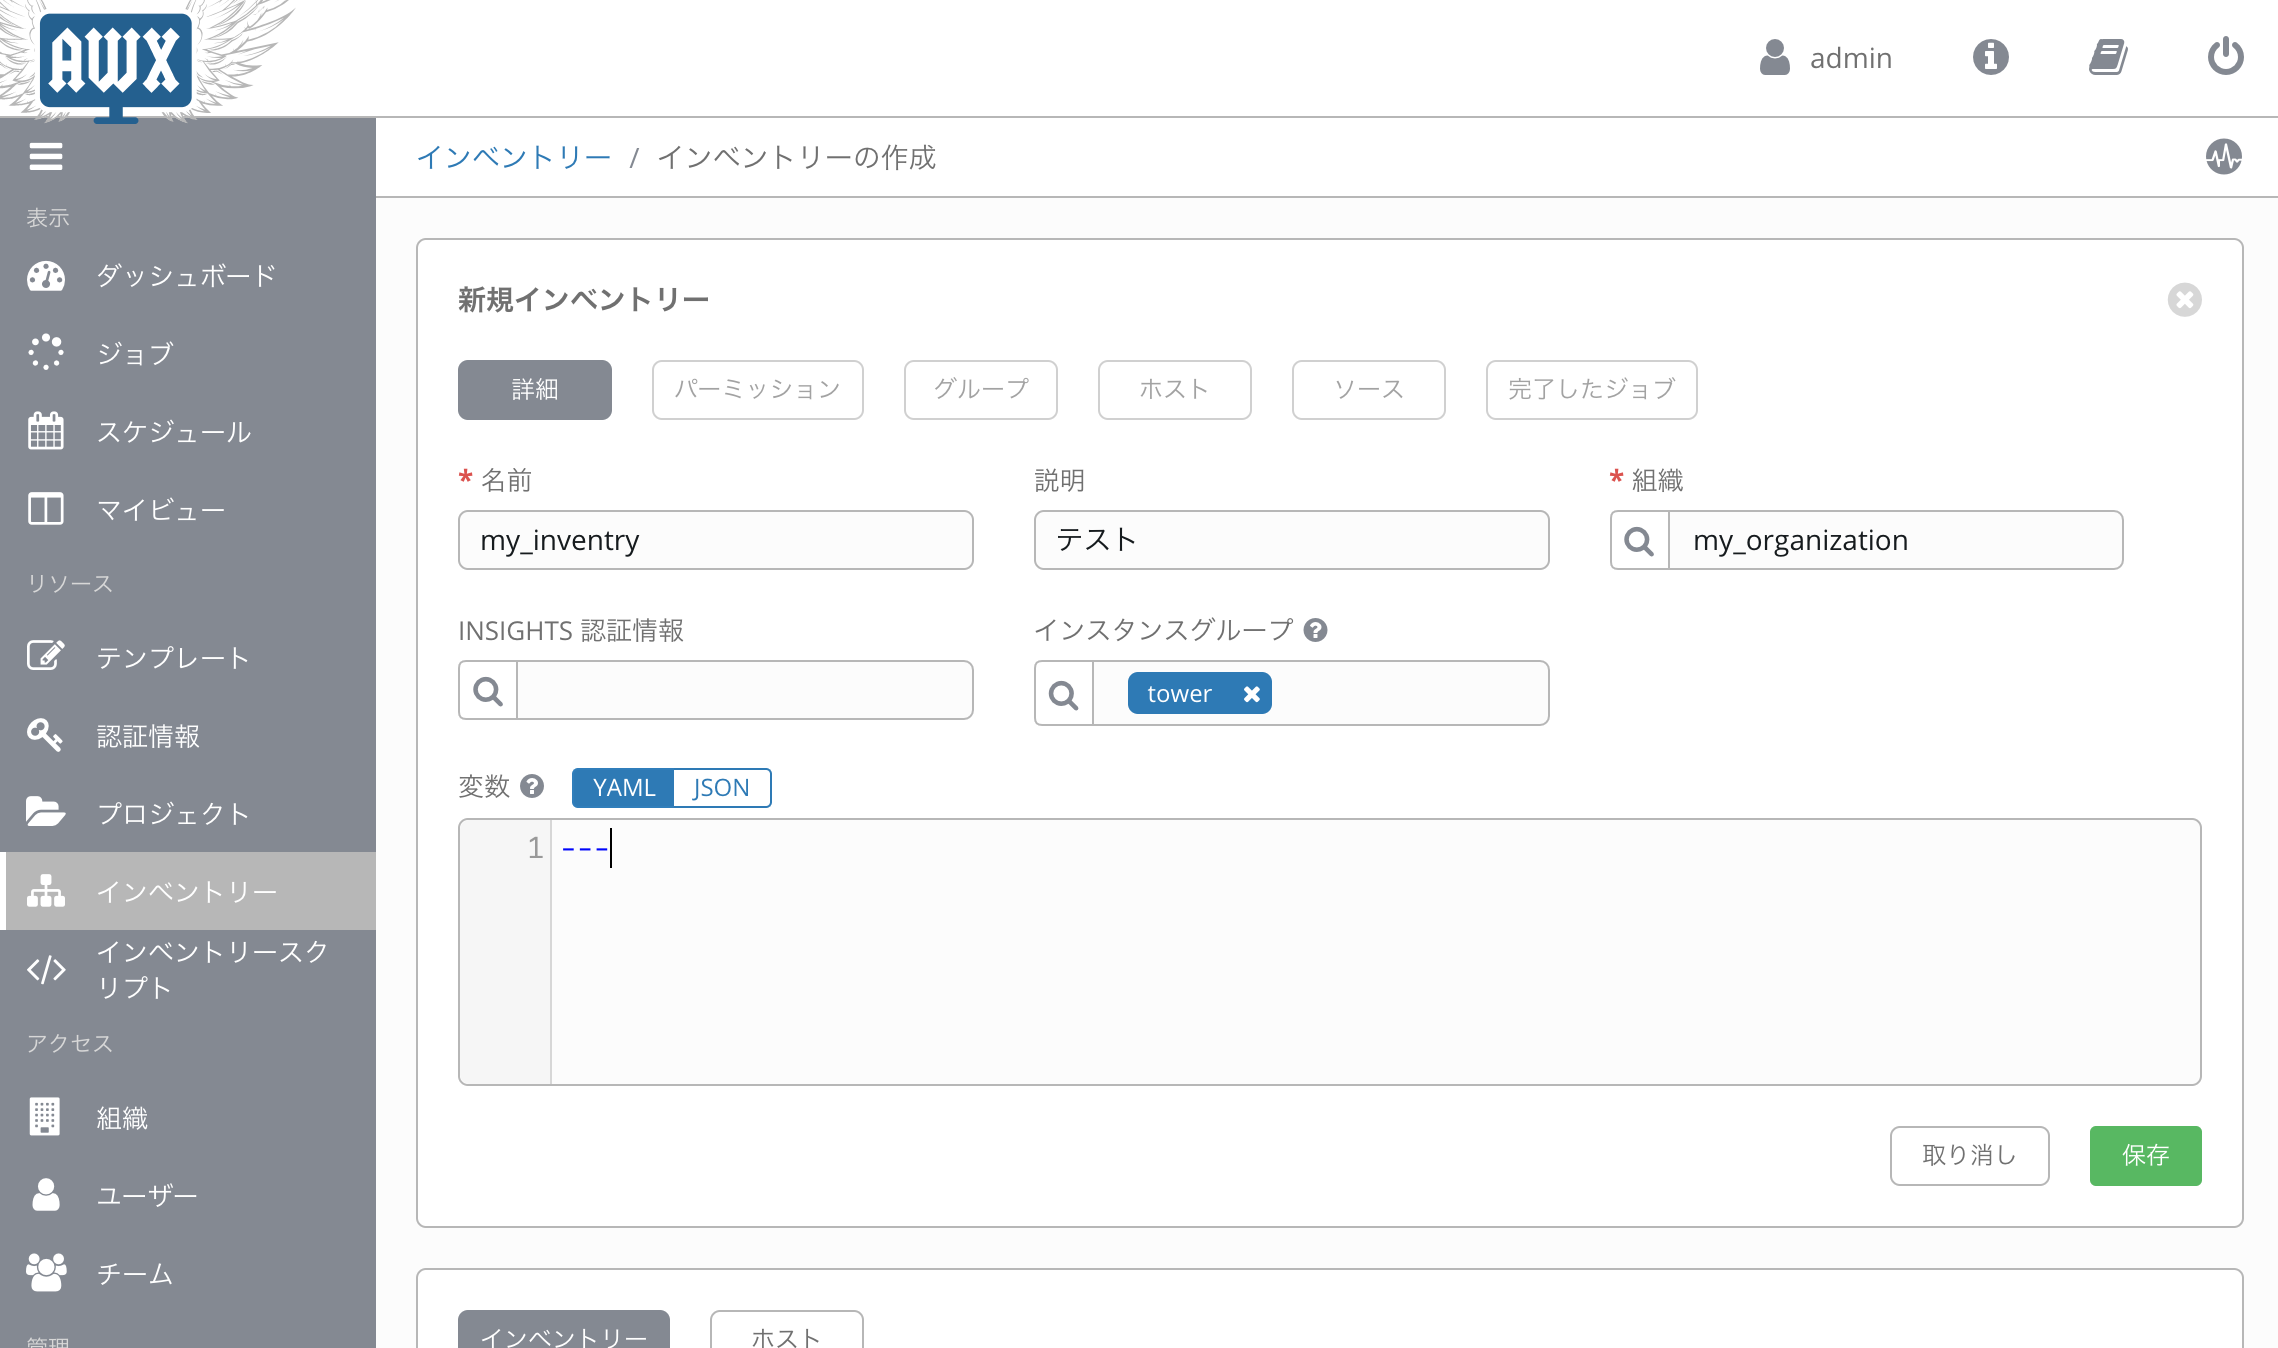 AWX
admin
インベントリー / インベントリーの作成
表示
ダッシュボード
ジョブ
スケジュール
マイビュー
リソース
テンプレート
認証情報
プロジェクト
インベントリー
インベントリースク
リプト
アクセス
組織
ユーザー
チーム
管理
新規インベントリー
詳細 パーミッション グループ ホスト ソース 完了したジョブ
* 名前 説明 * 組織
my_inventry テスト my_organization
INSIGHTS 認証情報 インスタンスグループ ?
tower
変数 ? YAML JSON
1 ---
取り消し 保存
インベントリー ホスト